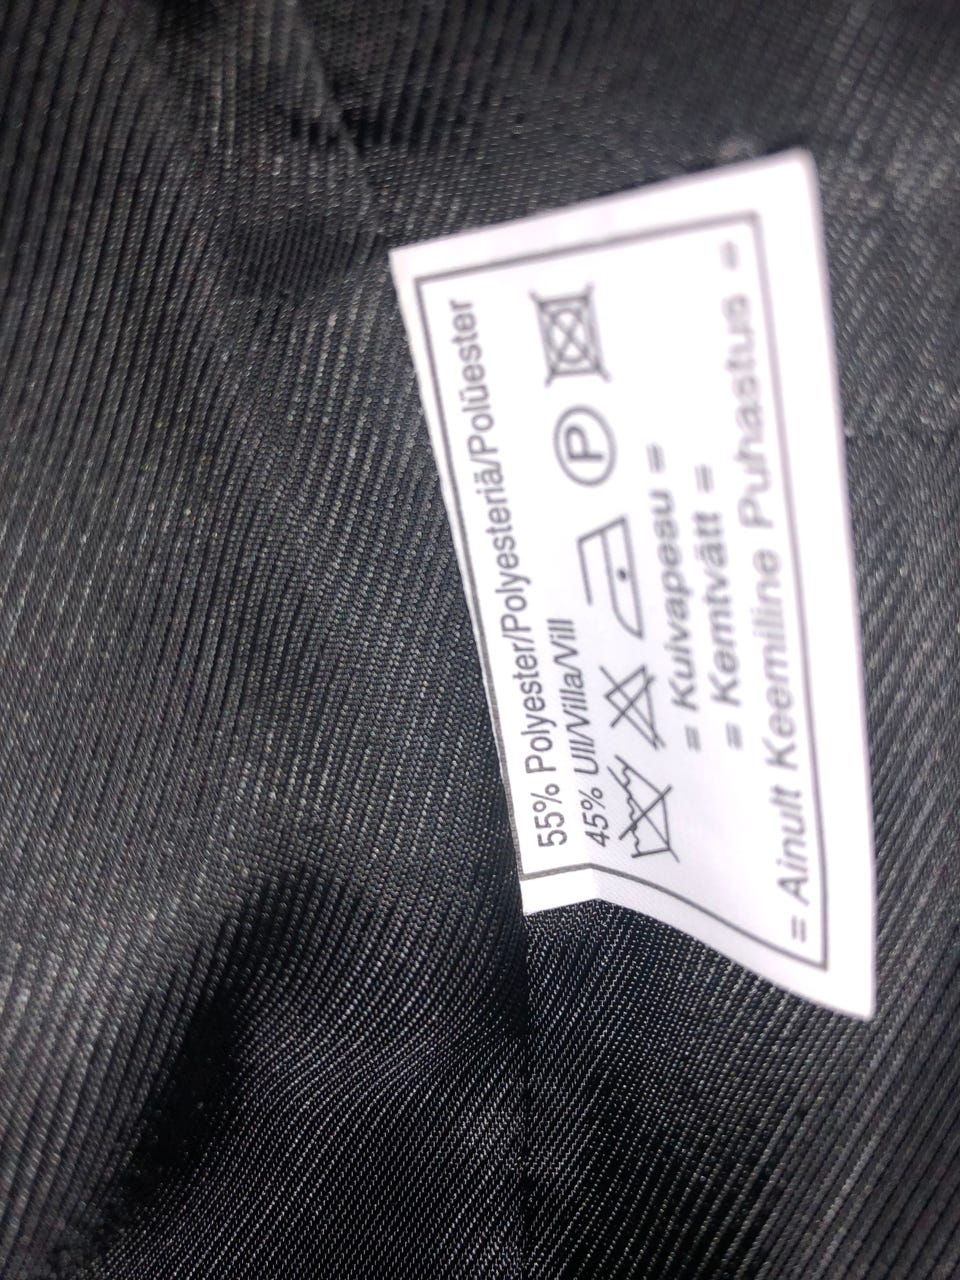 55% Polyester/Polyesteriä/Polüester
45% Ull/Villa/Vill
P
= Kuivapesu =
= Kemtvätt =
= Ainult Keemiline Puhastus =